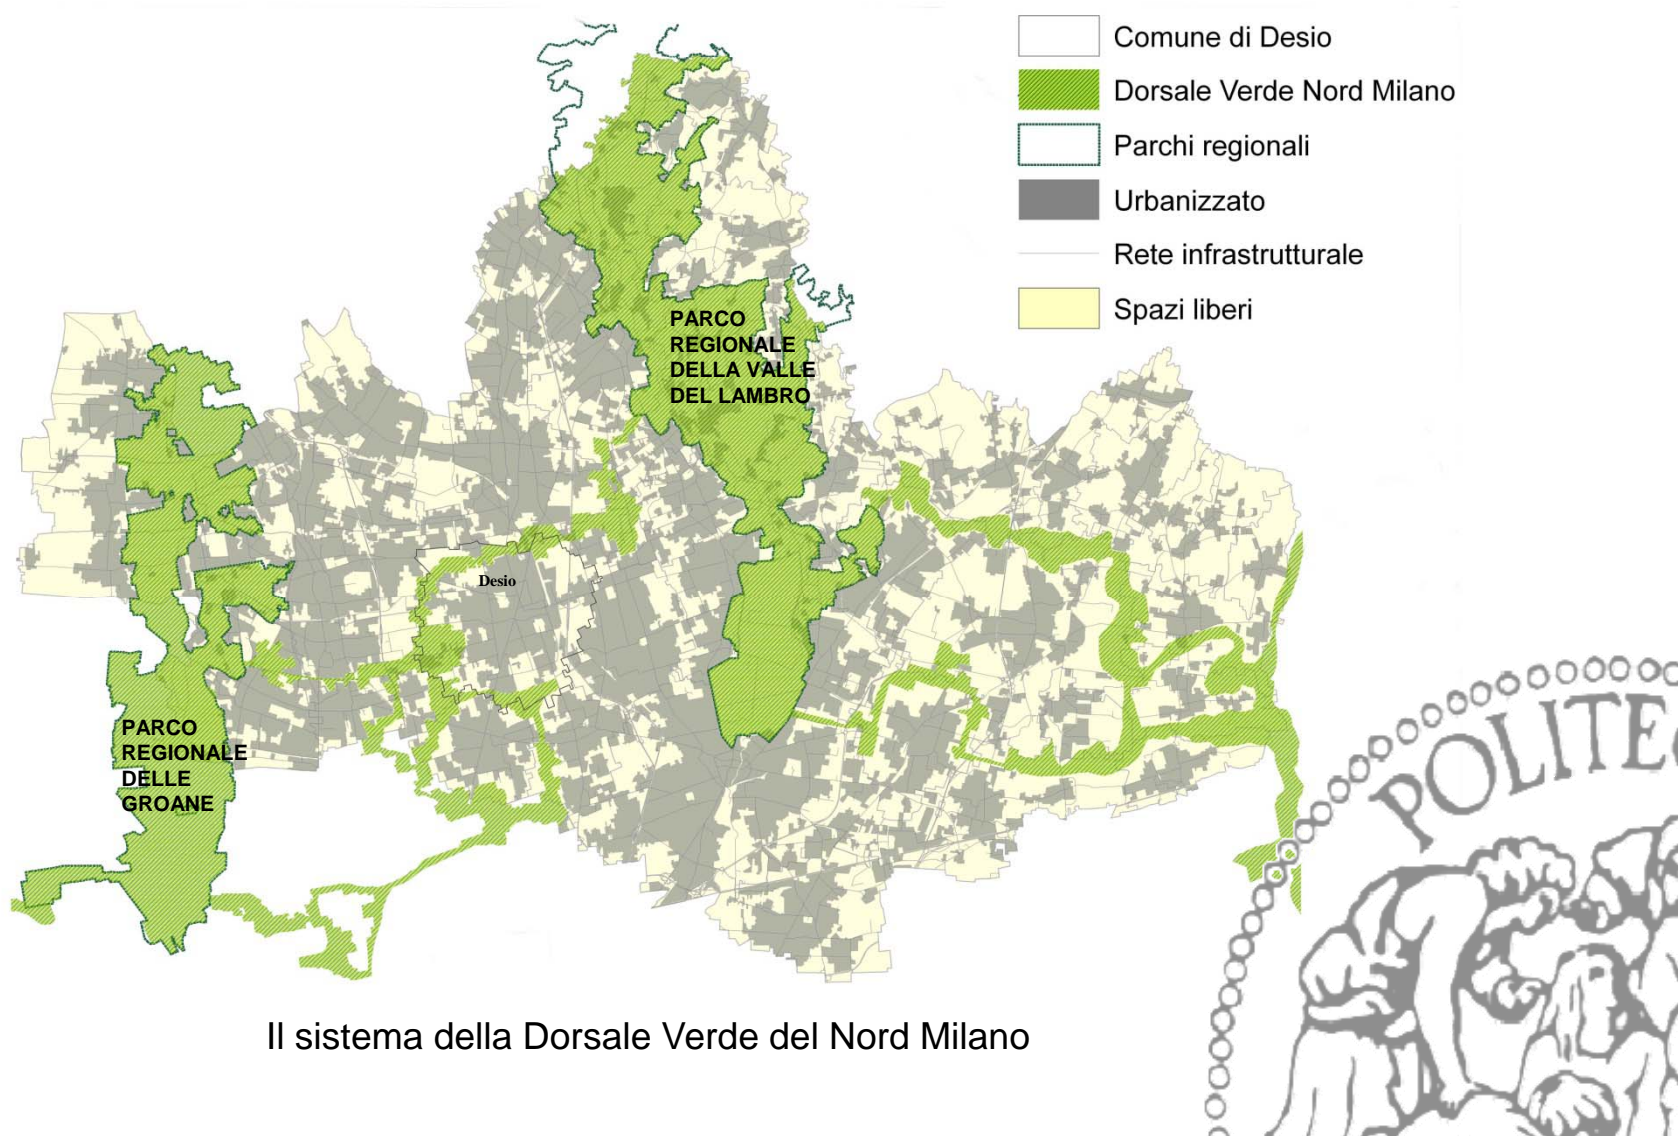 Comune di Desio
Dorsale Verde Nord Milano
Parchi regionali
Urbanizzato
Rete infrastrutturale
Spazi liberi
PARCO
REGIONALE
DELLA VALLE
DEL LAMBRO
Desio
PARCO
REGIONALE
DELLE
GROANE
POLITEC
Il sistema della Dorsale Verde del Nord Milano